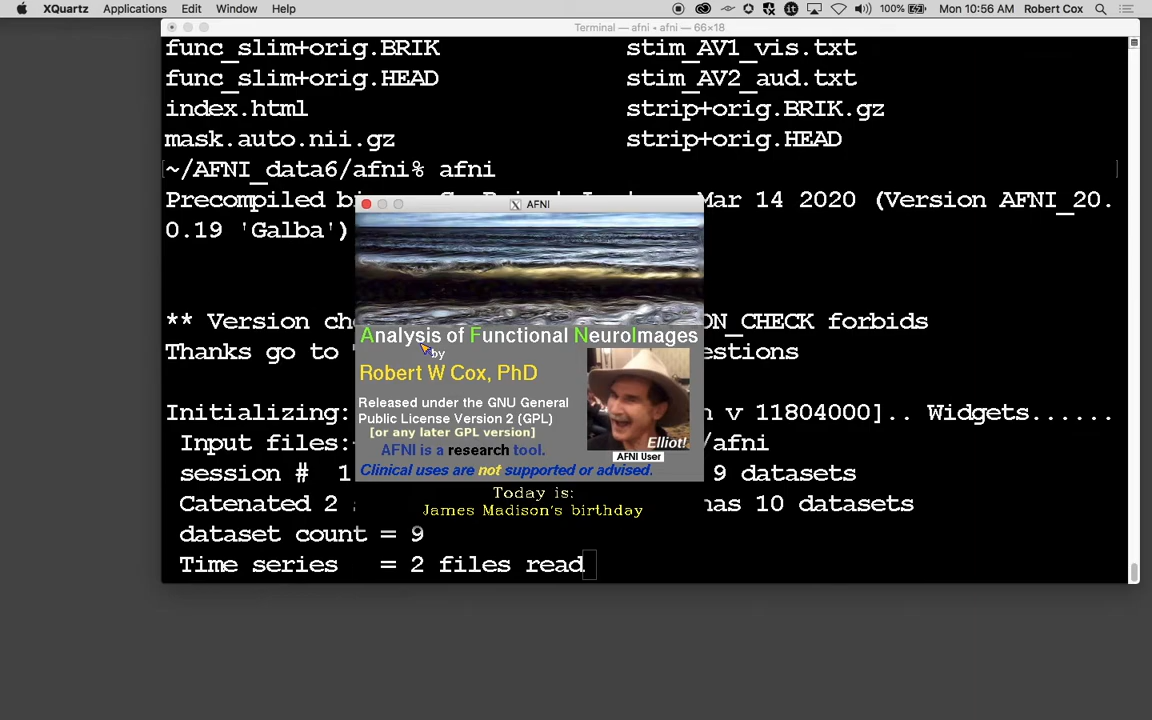 XQuartz Applications Edit Window Help 100% Mon 10:56 AM Robert Cox
Terminal — afni • afni — 66×18
func_slim+orig.BRIK stim_AV1_vis.txt
func_slim+orig.HEAD stim_AV2_aud.txt
index.html strip+orig.BRIK.gz
mask.auto.nii.gz strip+orig.HEAD
[~/AFNI_data6/afni% afni ]
Precompiled Mar 14 2020 (Version AFNI_20.
0.19 'Galba')
** Version forbids
Thanks go to
Initializing: v 11804000].. Widgets......
Input files: /afni
session # 1 9 datasets
Catenated 2 has 10 datasets
dataset count = 9
Time series = 2 files read
AFNI
Analysis of Functional NeuroImages
by
Robert W Cox, PhD
Released under the GNU General
Public License Version 2 (GPL)
[or any later GPL version]
AFNI is a research tool.
Clinical uses are not supported or advised.
Elliot!
AFNI User
Today is:
James Madison's birthday